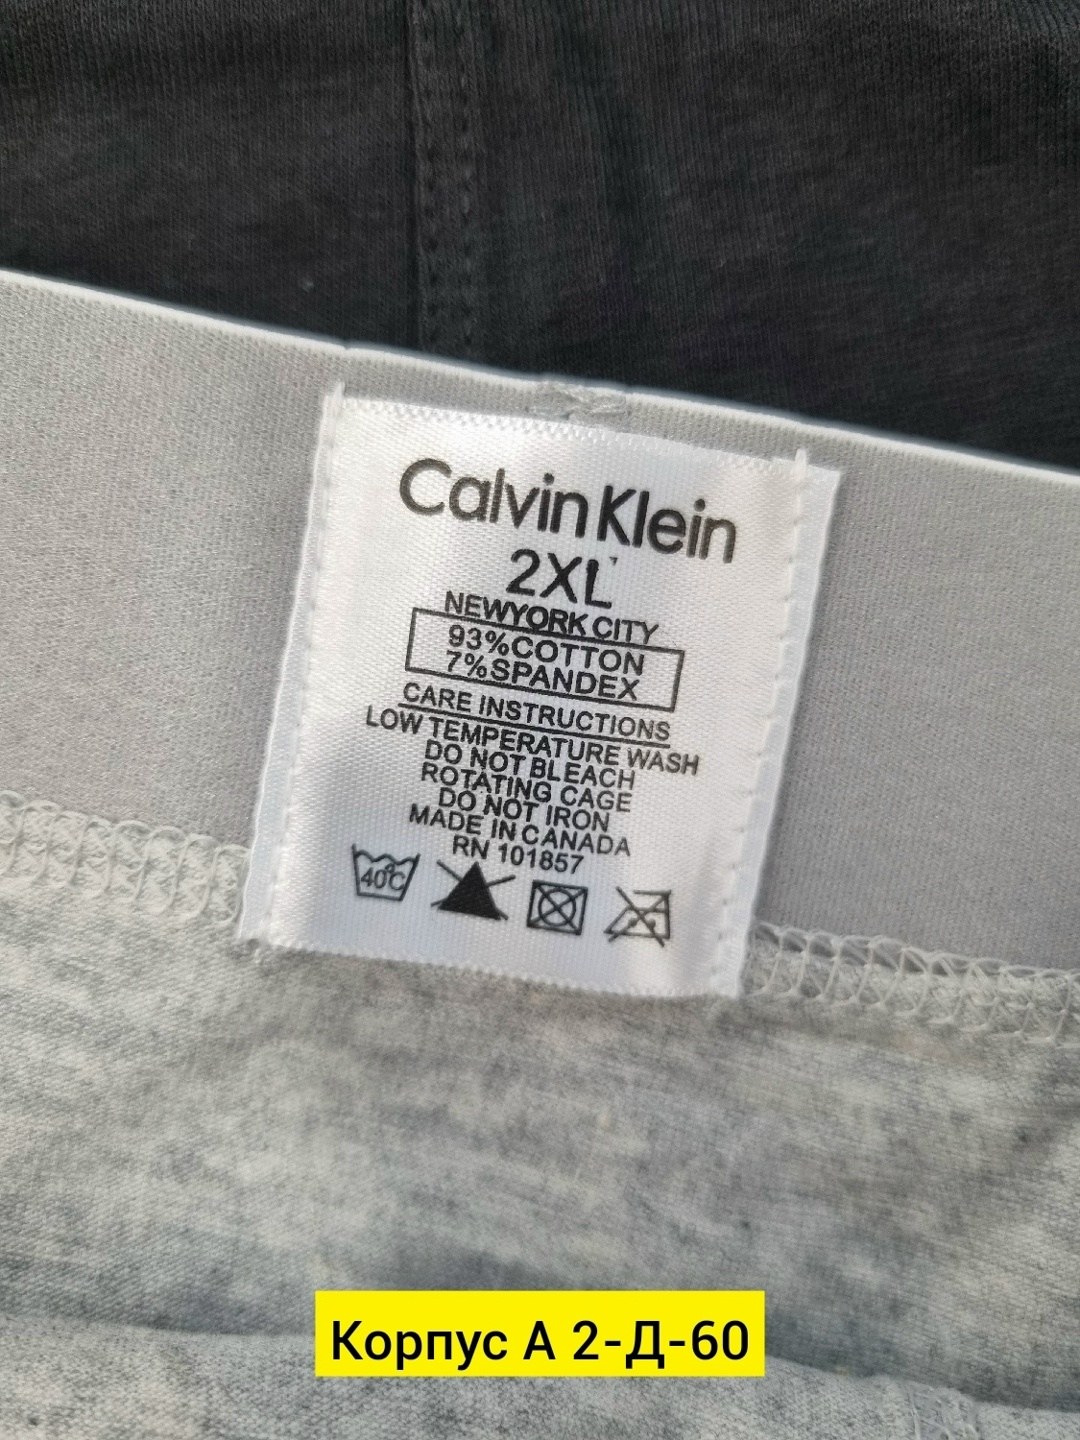 Calvin Klein
2XL
NEWYORK CITY
93%COTTON
7%SPANDEX
CARE INSTRUCTIONS
LOW TEMPERATURE WASH
DO NOT BLEACH
ROTATING CAGE
DO NOT IRON
MADE IN CANADA
RN 101857
40°C
Корпус А 2-Д-60